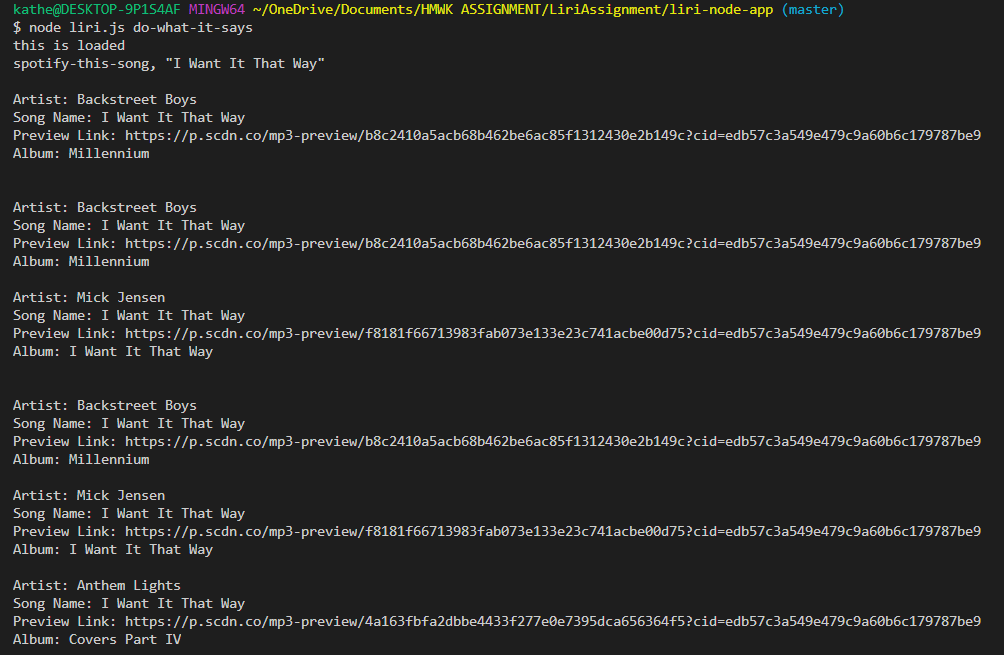 kathe@DESKTOP-9P1S4AF MINGW64 ~/OneDrive/Documents/HMWK ASSIGNMENT/LiriAssignment/liri-node-app (master)
$ node liri.js do-what-it-says
this is loaded
spotify-this-song, "I Want It That Way"
Artist: Backstreet Boys
Song Name: I Want It That Way
Preview Link: https://p.scdn.co/mp3-preview/b8c2410a5acb68b462be6ac85f1312430e2b149c?cid=edb57c3a549e479c9a60b6c179787be9
Album: Millennium
Artist: Backstreet Boys
Song Name: I Want It That Way
Preview Link: https://p.scdn.co/mp3-preview/b8c2410a5acb68b462be6ac85f1312430e2b149c?cid=edb57c3a549e479c9a60b6c179787be9
Album: Millennium
Artist: Mick Jensen
Song Name: I Want It That Way
Preview Link: https://p.scdn.co/mp3-preview/f8181f66713983fab073e133e23c741acbe00d75?cid=edb57c3a549e479c9a60b6c179787be9
Album: I Want It That Way
Artist: Backstreet Boys
Song Name: I Want It That Way
Preview Link: https://p.scdn.co/mp3-preview/b8c2410a5acb68b462be6ac85f1312430e2b149c?cid=edb57c3a549e479c9a60b6c179787be9
Album: Millennium
Artist: Mick Jensen
Song Name: I Want It That Way
Preview Link: https://p.scdn.co/mp3-preview/f8181f66713983fab073e133e23c741acbe00d75?cid=edb57c3a549e479c9a60b6c179787be9
Album: I Want It That Way
Artist: Anthem Lights
Song Name: I Want It That Way
Preview Link: https://p.scdn.co/mp3-preview/4a163fbfa2dbbe4433f277e0e7395dca656364f5?cid=edb57c3a549e479c9a60b6c179787be9
Album: Covers Part IV